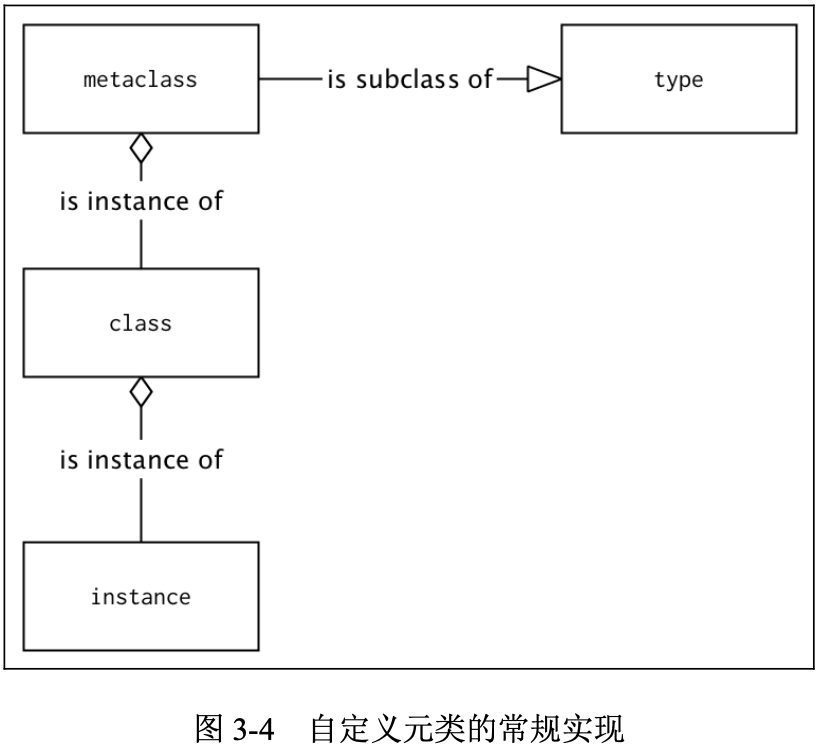 metaclass
is subclass of
type
is instance of
class
is instance of
instance
图 3-4 自定义元类的常规实现